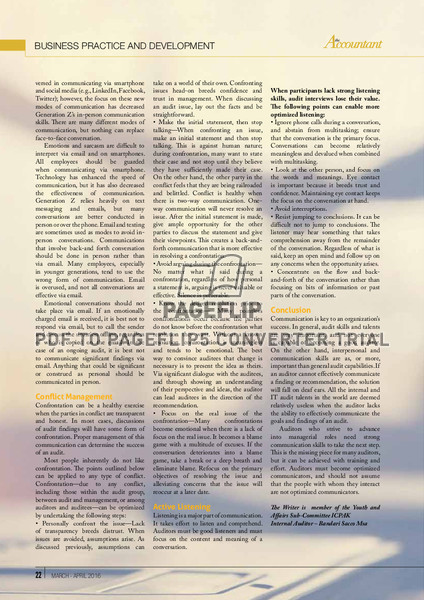 BUSINESS PRACTICE AND DEVELOPMENT
Accountant
versed in communicating via smartphone
and social media (e.g., LinkedIn, Facebook,
Twitter); however, the focus on these new
modes of communication has decreased
Generation Z's in-person communication
skills. There are many different modes of
communication, but nothing can replace
face-to-face conversation.
Emotions and sarcasm are difficult to
interpret via email and on smartphones.
All employees should be guarded
when communicating via smartphone.
Technology has enhanced the speed of
communication, but it has also decreased
the effectiveness of communication.
Generation Z relies heavily on text
messaging and emails, but many
conversations are better conducted in
person or over the phone. Email and texting
are sometimes used as modes to avoid in-
person conversations. Communications
that involve back-and forth conversation
should be done in person rather than
via email. Many employees, especially
in younger generations, tend to use the
wrong form of communication. Email
is overused, and not all conversations are
effective via email.
Emotional conversations should not
take place via email. If an emotionally
charged email is received, it is best not to
respond via email, but to call the sender
case of an ongoing audit, it is best not
to communicate significant findings via
email. Anything that could be significant
or construed as personal should be
communicated in person.
Conflict Management
Confrontation can be a healthy exercise
when the parties in conflict are transparent
and honest. In most cases, discussions
of audit findings will have some form of
confrontation. Proper management of this
communication can determine the success
of an audit.
Most people inherently do not like
confrontation. The points outlined below
can be applied to any type of conflict.
Confrontation—due to any conflict,
including those within the audit group,
between audit and management, or among
auditors and auditees—can be optimized
by undertaking the following steps:
• Personally confront the issue—Lack
of transparency breeds distrust. When
issues are avoided, assumptions arise. As
discussed previously, assumptions can
take on a world of their own. Confronting
issues head-on breeds confidence and
trust in management. When discussing
an audit issue, lay out the facts and be
straightforward.
• Make the initial statement, then stop
talking—When confronting an issue,
make an initial statement and then stop
talking. This is against human nature;
during confrontation, many want to state
their case and not stop until they believe
they have sufficiently made their case.
On the other hand, the other party in the
conflict feels that they are being railroaded
and belittled. Conflict is healthy when
there is two-way communication. One-
way communication will never resolve an
issue. After the initial statement is made,
give ample opportunity for the other
parties to discuss the statement and give
their viewpoints. This creates a back-and-
forth communication that is more effective
in resolving a confrontation.
• Avoid arguing during the confrontation—
No matter what is said during a
confrontation, regardless of how personal
a statement is, arguing is
effective.
confrontations occur because the parties
do not know before the confrontation what
and tends to be emotional. The best
way to convince auditees that change is
necessary is to present the idea as theirs.
Via significant dialogue with the auditees,
and through showing an understanding
of their perspective and ideas, the auditor
can lead auditees in the direction of the
recommendation.
• Focus on the real issue of the
confrontation—Many confrontations
become emotional when there is a lack of
focus on the real issue. It becomes a blame
game with a multitude of excuses. If the
conversation deteriorates into a blame
game, take a break or a deep breath and
eliminate blame. Refocus on the primary
objective of resolving the issue and
alleviating concerns that the issue will
reoccur at a later date.
Active Listening
Listening is a major part of communication.
It takes effort to listen and comprehend.
Auditors must be good listeners and must
focus on the content and meaning of a
conversation.
When participants lack strong listening
skills, audit interviews lose their value.
The following points can enable more
optimized listening:
• Ignore phone calls during a conversation,
and abstain from multitasking; ensure
that the conversation is the primary focus.
Conversations can become relatively
meaningless and devalued when combined
with multitasking.
• Look at the other person, and focus on
the words and meanings. Eye contact
is important because it breeds trust and
confidence. Maintaining eye contact keeps
the focus on the conversation at hand.
• Avoid interruptions.
• Resist jumping to conclusions. It can be
difficult not to jump to conclusions. The
listener may hear something that takes
comprehension away from the remainder
of the conversation. Regardless of what is
said, keep an open mind and follow up on
any concerns when the opportunity arises.
• Concentrate on the flow and back-
and-forth of the conversation rather than
focusing on lists of information or past
parts of the conversation.
Conclusion
Communication is key to an organization's
success. In general, audit skills and talents
On the other hand, interpersonal and
communication skills are as, or more,
important than general audit capabilities. If
an auditor cannot effectively communicate
a finding or recommendation, the solution
will fall on deaf ears. All the internal and
IT audit talents in the world are deemed
relatively useless when the auditor lacks
the ability to effectively communicate the
goals and findings of an audit.
Auditors who strive to advance
into managerial roles need strong
communication skills to take the next step.
This is the missing piece for many auditors,
but it can be achieved with training and
effort. Auditors must become optimized
communicators, and should not assume
that the people with whom they interact
are not optimized communicators.
The Writer is member of the Youth and
Affairs Sub-Committee ICPAK
Internal Auditor – Bandari Sacco Msa
PAGEFLIP
PDF TO PAGEFLIP5 CONVERTER TRIAL
22 MARCH - APRIL 2016